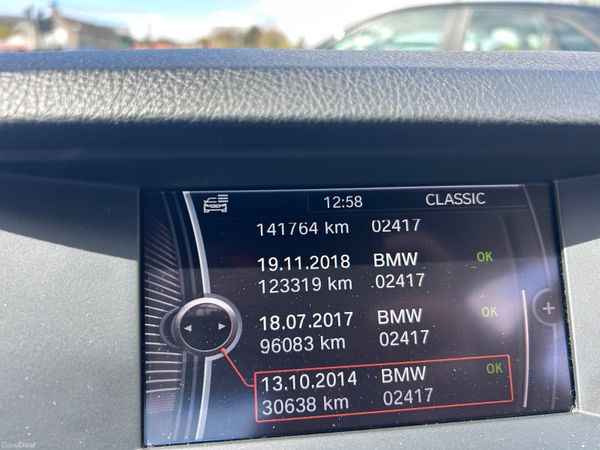 12:58 CLASSIC
141764 km 02417
19.11.2018 BMW OK
123319 km 02417
18.07.2017 BMW OK
96083 km 02417
13.10.2014 BMW OK
30638 km 02417
DoneDeal